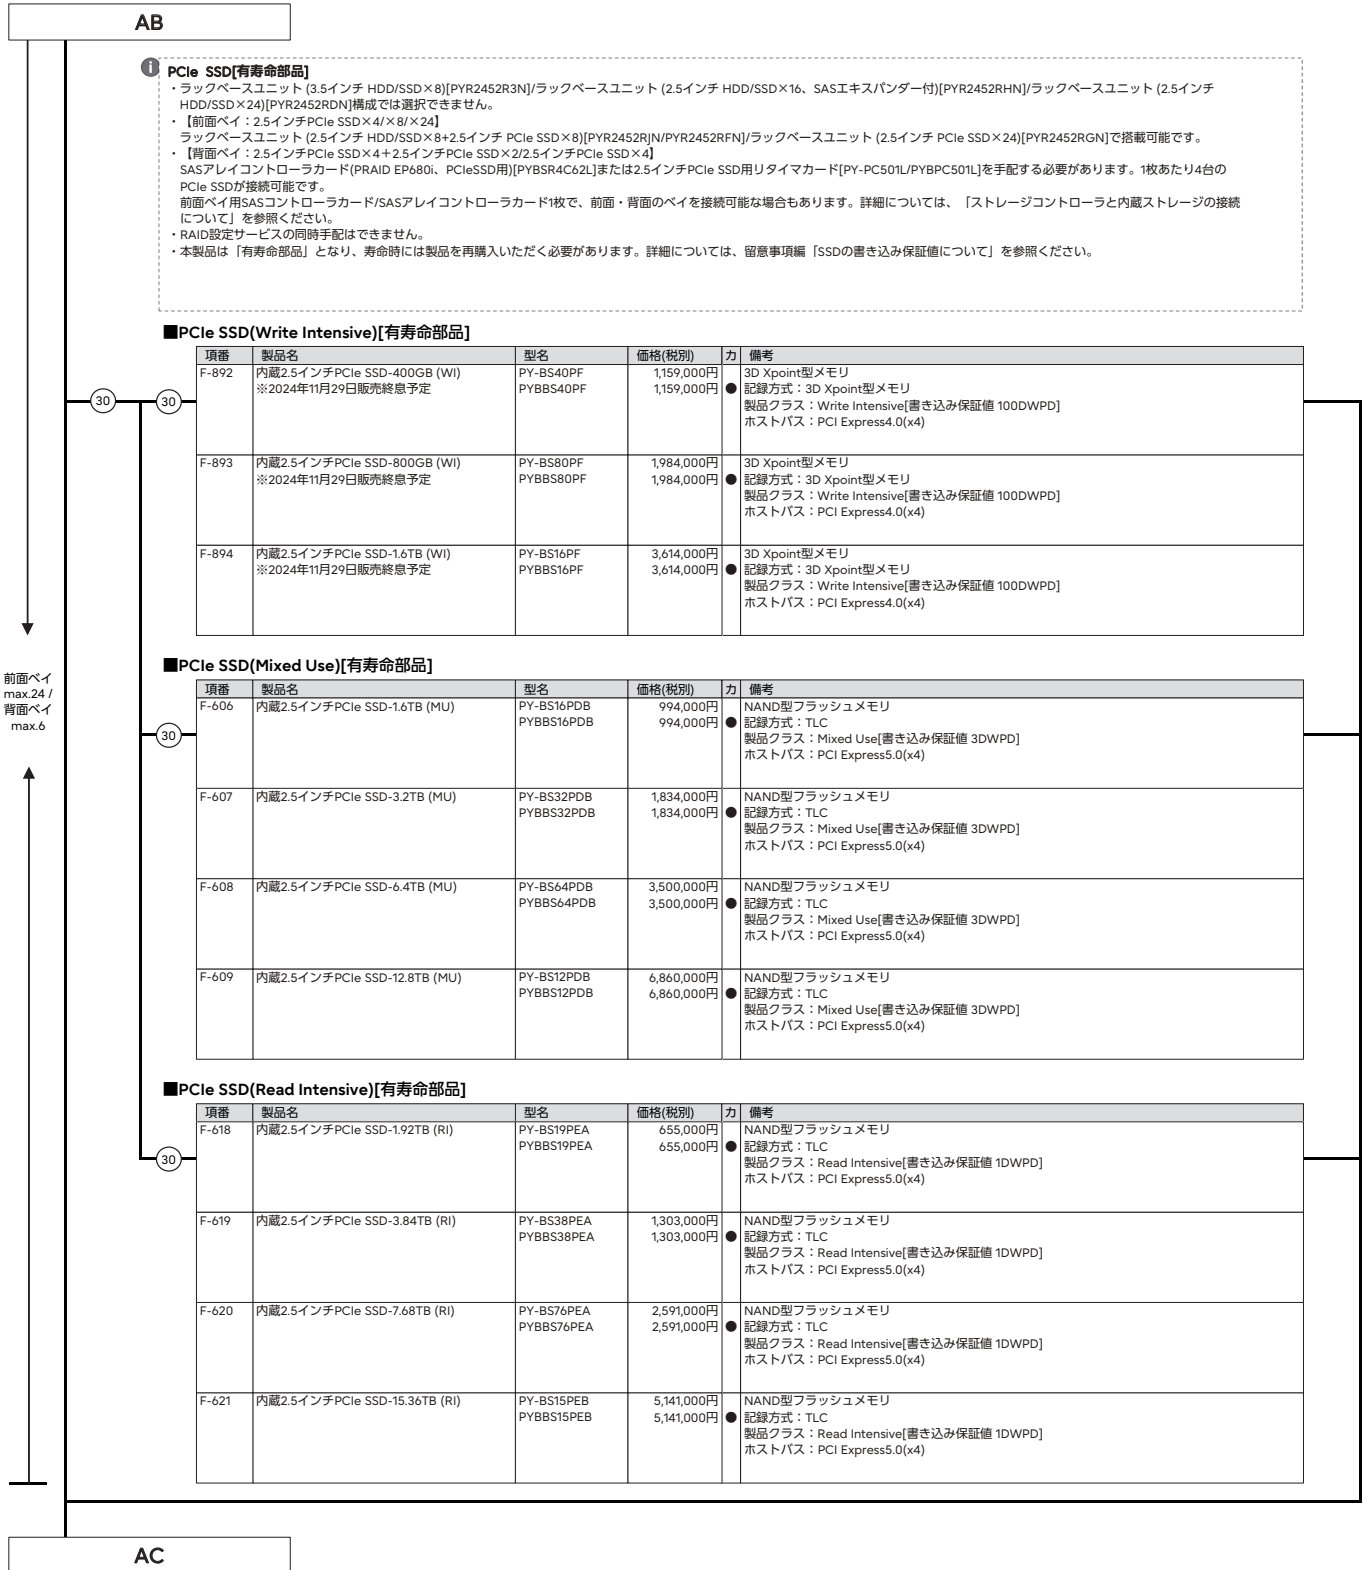 AB
PCIe SSD[有寿命部品]
・ラックベースユニット (3.5インチ HDD/SSD×8)[PYR2452R3N]/ラックベースユニット (2.5インチ HDD/SSD×16、SASエキスパンダー付)[PYR2452RHN]/ラックベースユニット (2.5インチ
HDD/SSD×24)[PYR2452RDN]構成では選択できません。
・【前面ベイ：2.5インチPCIe SSD×4/×8/×24】
ラックベースユニット (2.5インチ HDD/SSD×8+2.5インチ PCIe SSD×8)[PYR2452RJN/PYR2452RFN]/ラックベースユニット (2.5インチ PCIe SSD×24)[PYR2452RGN]で搭載可能です。
・【背面ベイ：2.5インチPCIe SSD×4＋2.5インチPCIe SSD×2/2.5インチPCIe SSD×4】
SASアレイコントローラカード(PRAID EP680i、PCIeSSD用)[PYBSR4C62L]または2.5インチPCIe SSD用リタイマカード[PY-PC501L/PYBPC501L]を手配する必要があります。1枚あたり4台の
PCIe SSDが接続可能です。
前面ベイ用SASコントローラカード/SASアレイコントローラカード1枚で、前面・背面のベイを接続可能な場合もあります。詳細については、「ストレージコントローラと内蔵ストレージの接続
について」を参照ください。
・RAID設定サービスの同時手配はできません。
・本製品は「有寿命部品」となり、寿命時には製品を再購入いただく必要があります。詳細については、留意事項編「SSDの書き込み保証値について」を参照ください。
■PCIe SSD(Write Intensive)[有寿命部品]
項番 製品名 型名 価格(税別) カ 備考
F-892 内蔵2.5インチPCIe SSD-400GB (WI) PY-BS40PF 1,159,000円 3D Xpoint型メモリ
※2024年11月29日販売終息予定 PYBBS40PF 1,159,000円 ● 記録方式：3D Xpoint型メモリ
30 30 製品クラス：Write Intensive[書き込み保証値 100DWPD]
ホストバス：PCI Express4.0(x4)
F-893 内蔵2.5インチPCIe SSD-800GB (WI) PY-BS80PF 1,984,000円 3D Xpoint型メモリ
※2024年11月29日販売終息予定 PYBBS80PF 1,984,000円 ● 記録方式：3D Xpoint型メモリ
製品クラス：Write Intensive[書き込み保証値 100DWPD]
ホストバス：PCI Express4.0(x4)
F-894 内蔵2.5インチPCIe SSD-1.6TB (WI) PY-BS16PF 3,614,000円 3D Xpoint型メモリ
※2024年11月29日販売終息予定 PYBBS16PF 3,614,000円 ● 記録方式：3D Xpoint型メモリ
製品クラス：Write Intensive[書き込み保証値 100DWPD]
ホストバス：PCI Express4.0(x4)
前面ベイ
max.24 /
背面ベイ
max.6
■PCIe SSD(Mixed Use)[有寿命部品]
項番 製品名 型名 価格(税別) カ 備考
F-606 内蔵2.5インチPCIe SSD-1.6TB (MU) PY-BS16PDB 994,000円 NAND型フラッシュメモリ
PYBBS16PDB 994,000円 ● 記録方式：TLC
30 製品クラス：Mixed Use[書き込み保証値 3DWPD]
ホストバス：PCI Express5.0(x4)
F-607 内蔵2.5インチPCIe SSD-3.2TB (MU) PY-BS32PDB 1,834,000円 NAND型フラッシュメモリ
PYBBS32PDB 1,834,000円 ● 記録方式：TLC
製品クラス：Mixed Use[書き込み保証値 3DWPD]
ホストバス：PCI Express5.0(x4)
F-608 内蔵2.5インチPCIe SSD-6.4TB (MU) PY-BS64PDB 3,500,000円 NAND型フラッシュメモリ
PYBBS64PDB 3,500,000円 ● 記録方式：TLC
製品クラス：Mixed Use[書き込み保証値 3DWPD]
ホストバス：PCI Express5.0(x4)
F-609 内蔵2.5インチPCIe SSD-12.8TB (MU) PY-BS12PDB 6,860,000円 NAND型フラッシュメモリ
PYBBS12PDB 6,860,000円 ● 記録方式：TLC
製品クラス：Mixed Use[書き込み保証値 3DWPD]
ホストバス：PCI Express5.0(x4)
■PCIe SSD(Read Intensive)[有寿命部品]
項番 製品名 型名 価格(税別) カ 備考
F-618 内蔵2.5インチPCIe SSD-1.92TB (RI) PY-BS19PEA 655,000円 NAND型フラッシュメモリ
PYBBS19PEA 655,000円 ● 記録方式：TLC
30 製品クラス：Read Intensive[書き込み保証値 1DWPD]
ホストバス：PCI Express5.0(x4)
F-619 内蔵2.5インチPCIe SSD-3.84TB (RI) PY-BS38PEA 1,303,000円 NAND型フラッシュメモリ
PYBBS38PEA 1,303,000円 ● 記録方式：TLC
製品クラス：Read Intensive[書き込み保証値 1DWPD]
ホストバス：PCI Express5.0(x4)
F-620 内蔵2.5インチPCIe SSD-7.68TB (RI) PY-BS76PEA 2,591,000円 NAND型フラッシュメモリ
PYBBS76PEA 2,591,000円 ● 記録方式：TLC
製品クラス：Read Intensive[書き込み保証値 1DWPD]
ホストバス：PCI Express5.0(x4)
F-621 内蔵2.5インチPCIe SSD-15.36TB (RI) PY-BS15PEB 5,141,000円 NAND型フラッシュメモリ
PYBBS15PEB 5,141,000円 ● 記録方式：TLC
製品クラス：Read Intensive[書き込み保証値 1DWPD]
ホストバス：PCI Express5.0(x4)
AC